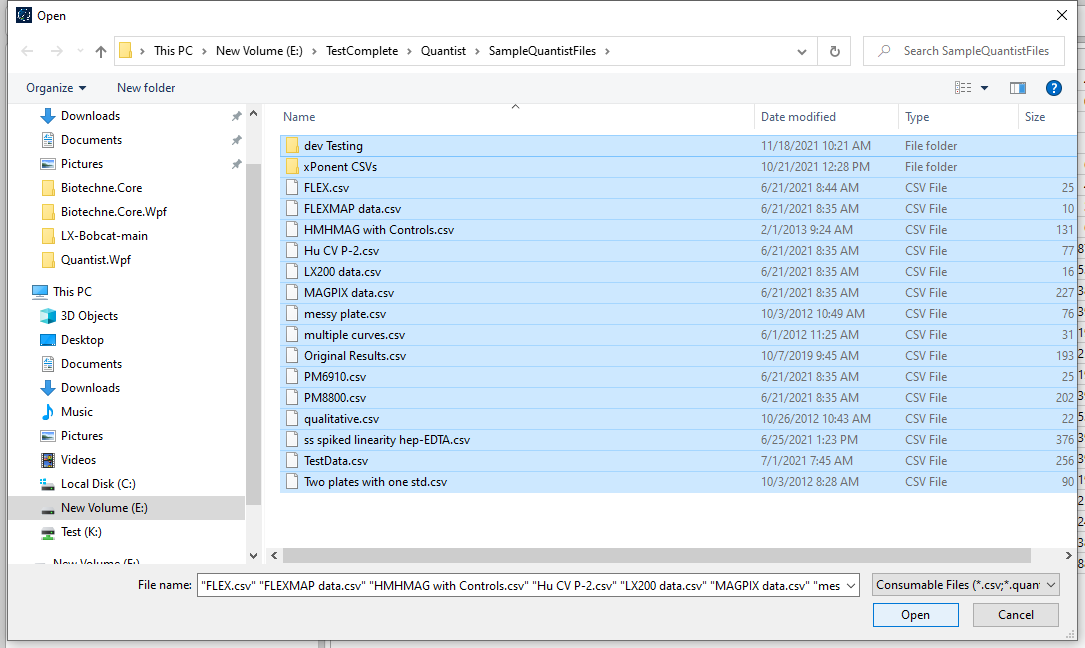 Open
This PC > New Volume (E:) > TestComplete > Quantist > SampleQuantistFiles >
Search SampleQuantistFiles
Organize
New folder
Downloads
Documents
Pictures
Biotechne.Core
Biotechne.Core.Wpf
LX-Bobcat-main
Quantist.Wpf
This PC
3D Objects
Desktop
Documents
Downloads
Music
Pictures
Videos
Local Disk (C:)
New Volume (E:)
Test (K:)
New Volume (E:)
Name Date modified Type Size
dev Testing 11/18/2021 10:21 AM File folder
xPonent CSVs 10/21/2021 12:28 PM File folder
FLEX.csv 6/21/2021 8:44 AM CSV File 25
FLEXMAP data.csv 6/21/2021 8:35 AM CSV File 10
HMHMAG with Controls.csv 2/1/2013 9:24 AM CSV File 131
Hu CV P-2.csv 6/21/2021 8:35 AM CSV File 77
LX200 data.csv 6/21/2021 8:35 AM CSV File 16
MAGPIX data.csv 6/21/2021 8:35 AM CSV File 227
messy plate.csv 10/3/2012 10:49 AM CSV File 76
multiple curves.csv 6/1/2012 11:25 AM CSV File 31
Original Results.csv 10/7/2019 9:45 AM CSV File 193
PM6910.csv 6/21/2021 8:35 AM CSV File 25
PM8800.csv 6/21/2021 8:35 AM CSV File 202
qualitative.csv 10/26/2012 10:43 AM CSV File 22
ss spiked linearity hep-EDTA.csv 6/25/2021 1:23 PM CSV File 376
TestData.csv 7/1/2021 7:45 AM CSV File 256
Two plates with one std.csv 10/3/2012 8:28 AM CSV File 90
File name: "FLEX.csv" "FLEXMAP data.csv" "HMHMAG with Controls.csv" "Hu CV P-2.csv" "LX200 data.csv" "MAGPIX data.csv" "mes
Consumable Files (*.csv;*.quan
Open
Cancel